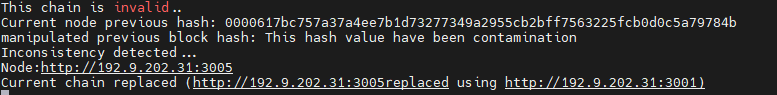 This chain is invalid..
Current node previous hash: 0000617bc757a37a4ee7b1d73277349a2955cb2bff7563225fcb0d0c5a79784b
manipulated previous block hash: This hash value have been contamination
Inconsistency detected...
Node:http://192.9.202.31:3005
Current chain replaced (http://192.9.202.31:3005replaced using http://192.9.202.31:3001)